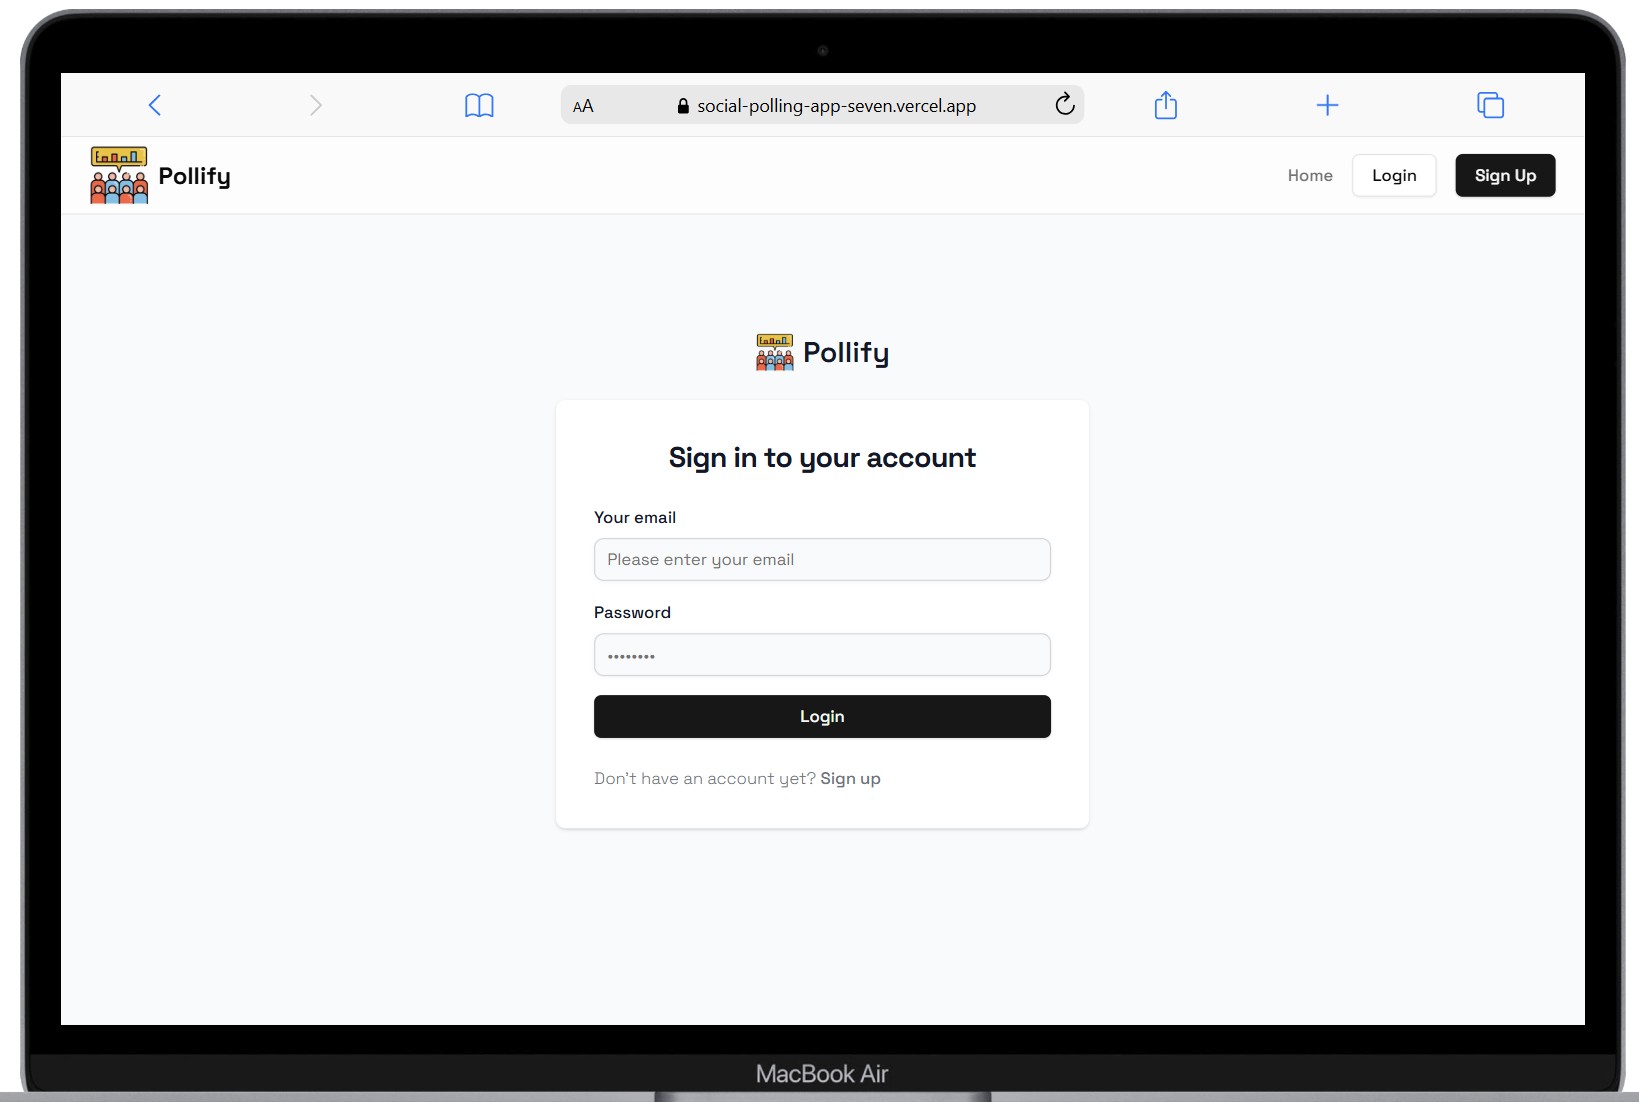 AA social-polling-app-seven.vercel.app
Pollify Home Login Sign Up
Pollify
Sign in to your account
Your email
Please enter your email
Password
••••••••
Login
Don't have an account yet? Sign up
MacBook Air